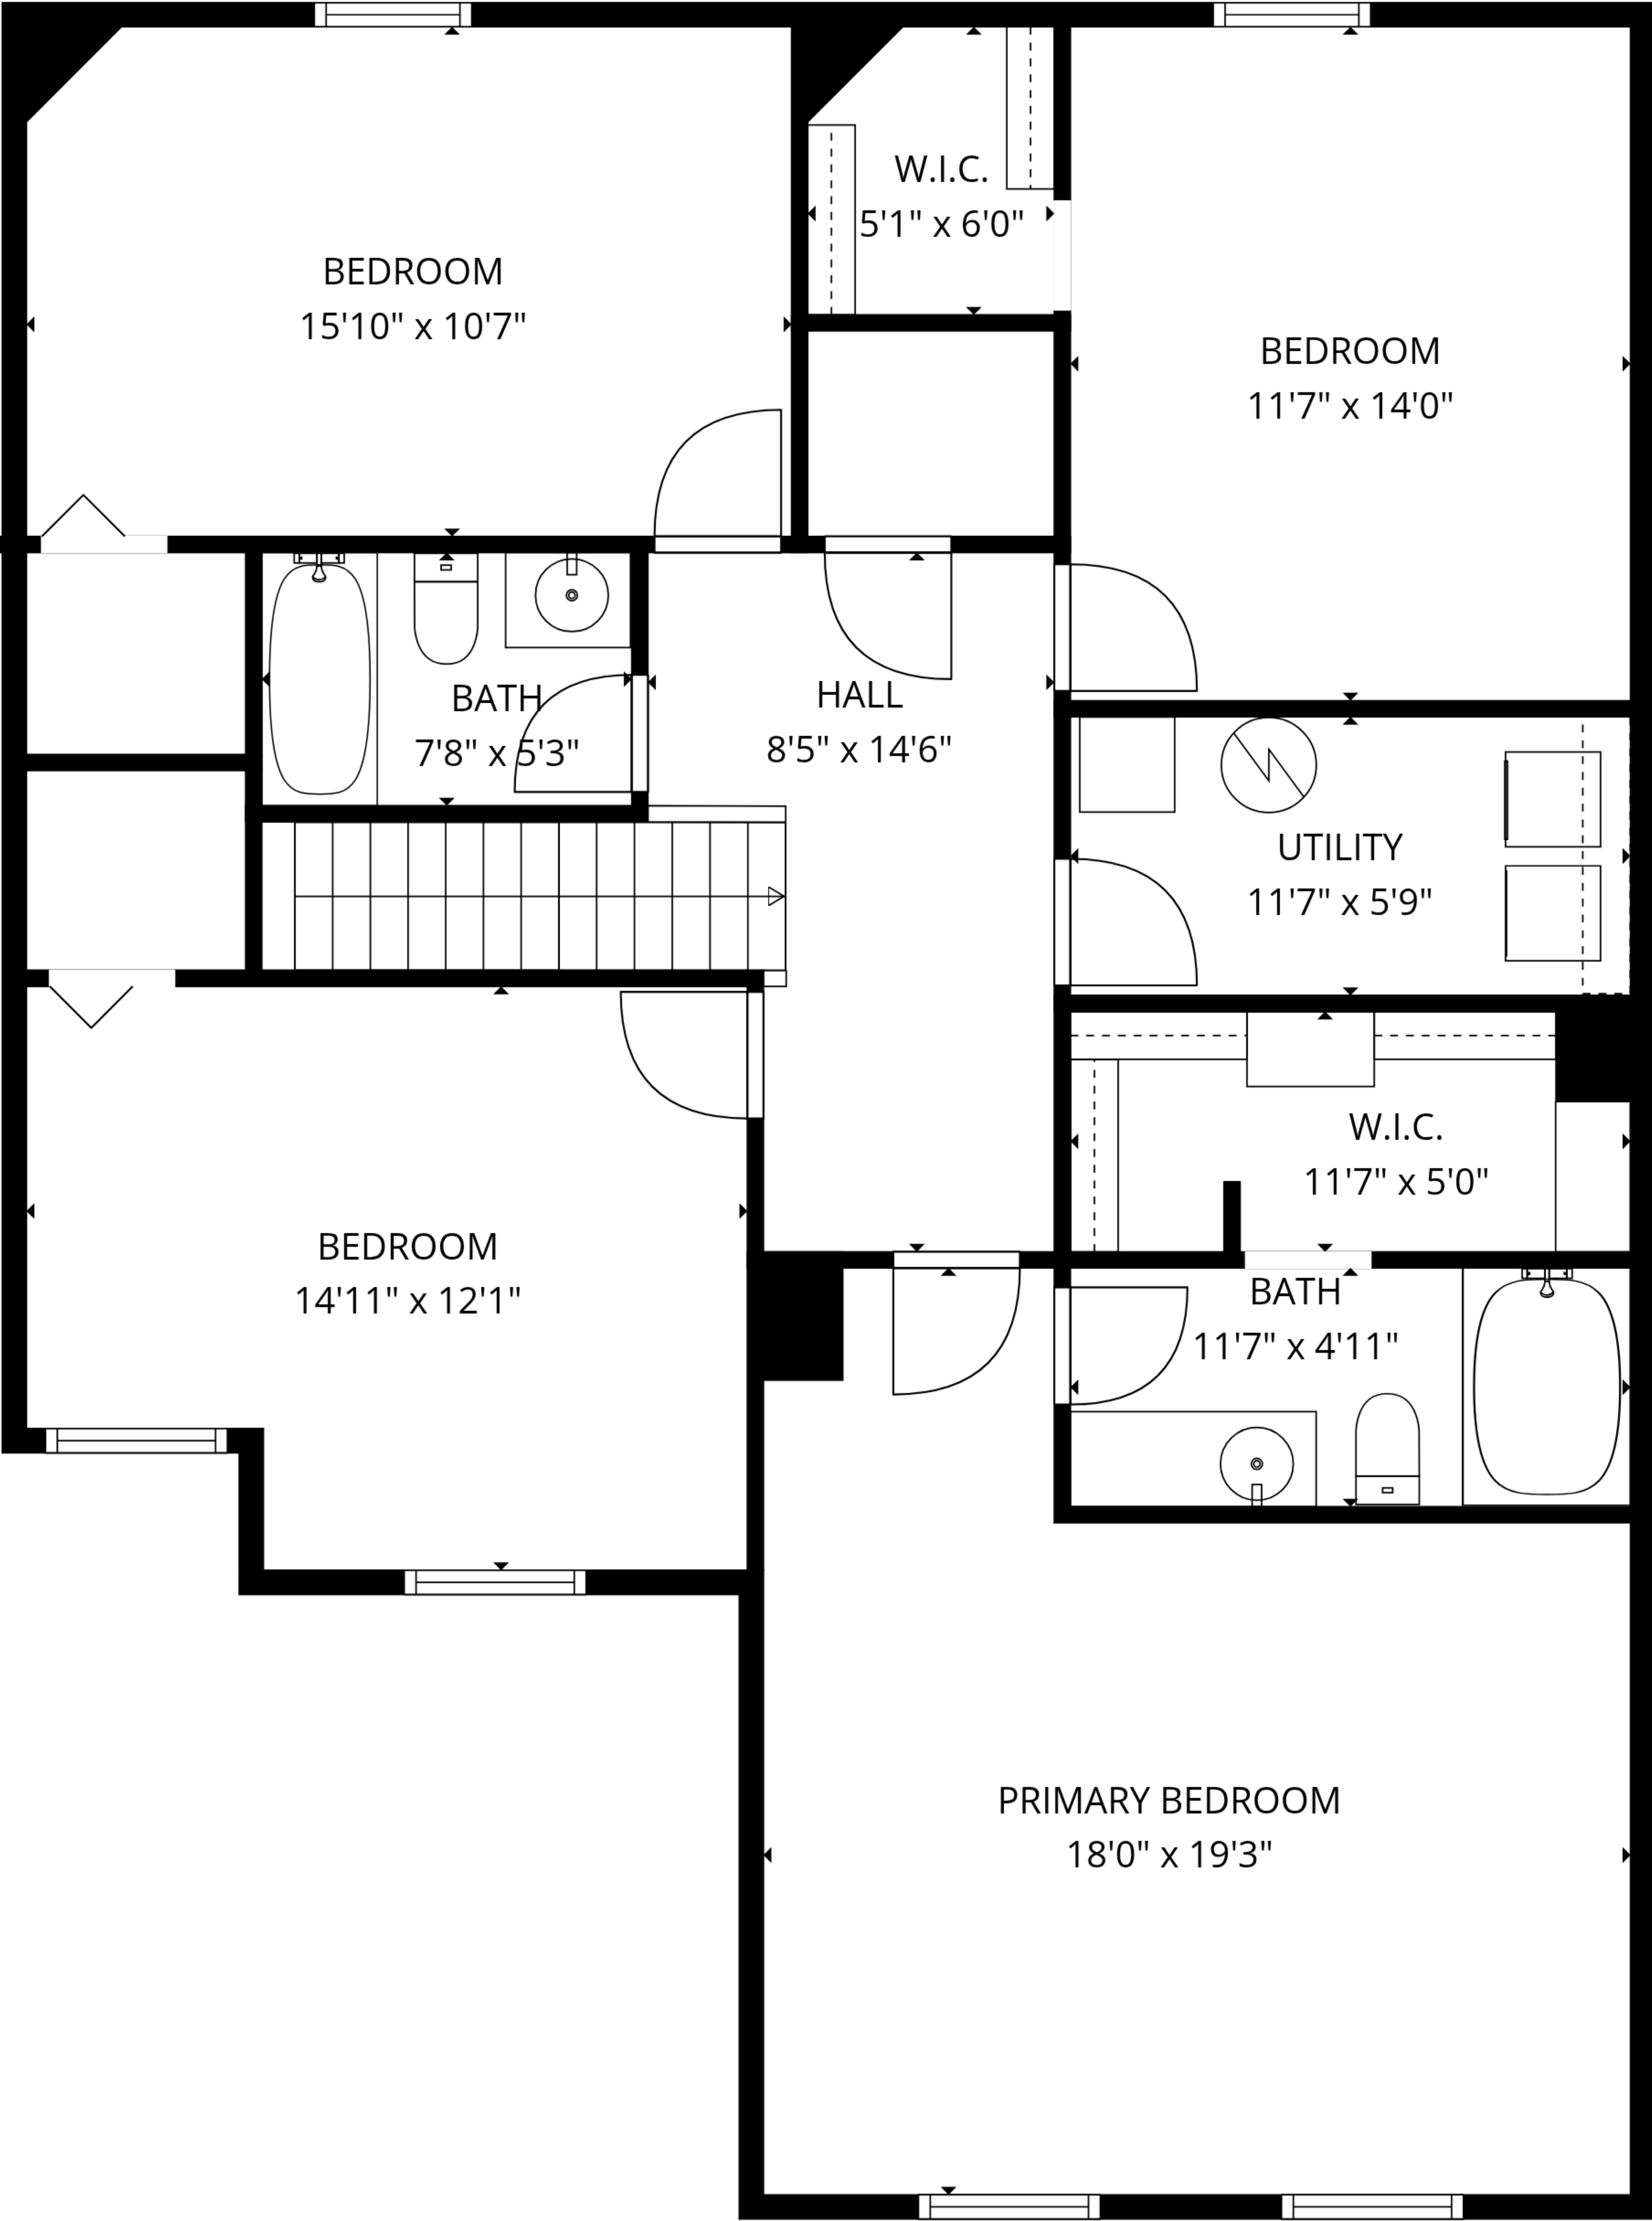 W.I.C.
5'1" x 6'0"
BEDROOM
15'10" x 10'7"
BEDROOM
11'7" x 14'0"
BATH
7'8" x 5'3"
HALL
8'5" x 14'6"
UTILITY
11'7" x 5'9"
W.I.C.
11'7" x 5'0"
BEDROOM
14'11" x 12'1"
BATH
11'7" x 4'11"
PRIMARY BEDROOM
18'0" x 19'3"